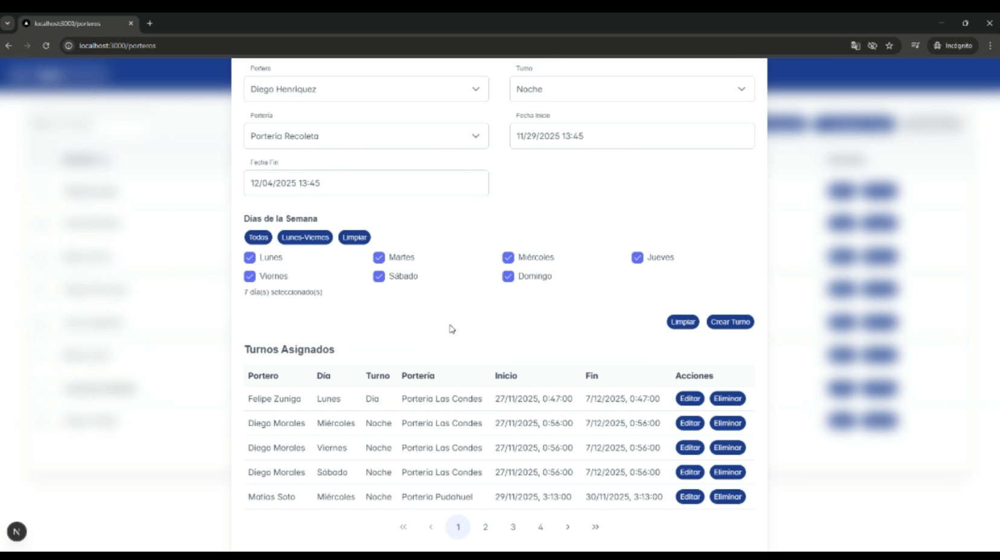 localhost:3000/porteros
localhost:3000/porteros
Incógnito
Portero
Turno
Diego Henriquez
Noche
Portería
Fecha Inicio
Porteria Recoleta
11/29/2025 13:45
Fecha Fin
12/04/2025 13:45
Días de la Semana
Todos Lunes-Viernes Limpiar
Lunes Martes Miércoles Jueves
Viernes Sábado Domingo
7 día(s) seleccionado(s)
Limpiar Crear Turno
Turnos Asignados
Portero Día Turno Portería Inicio Fin Acciones
Felipe Zuniga Lunes Dia Porteria Las Condes 27/11/2025, 0:47:00 7/12/2025, 0:47:00 Editar Eliminar
Diego Morales Miércoles Noche Porteria Las Condes 27/11/2025, 0:56:00 7/12/2025, 0:56:00 Editar Eliminar
Diego Morales Viernes Noche Porteria Las Condes 27/11/2025, 0:56:00 7/12/2025, 0:56:00 Editar Eliminar
Diego Morales Sábado Noche Porteria Las Condes 27/11/2025, 0:56:00 7/12/2025, 0:56:00 Editar Eliminar
Matias Soto Miércoles Noche Porteria Pudahuel 29/11/2025, 3:13:00 30/11/2025, 3:13:00 Editar Eliminar
« ‹ 1 2 3 4 › »
N